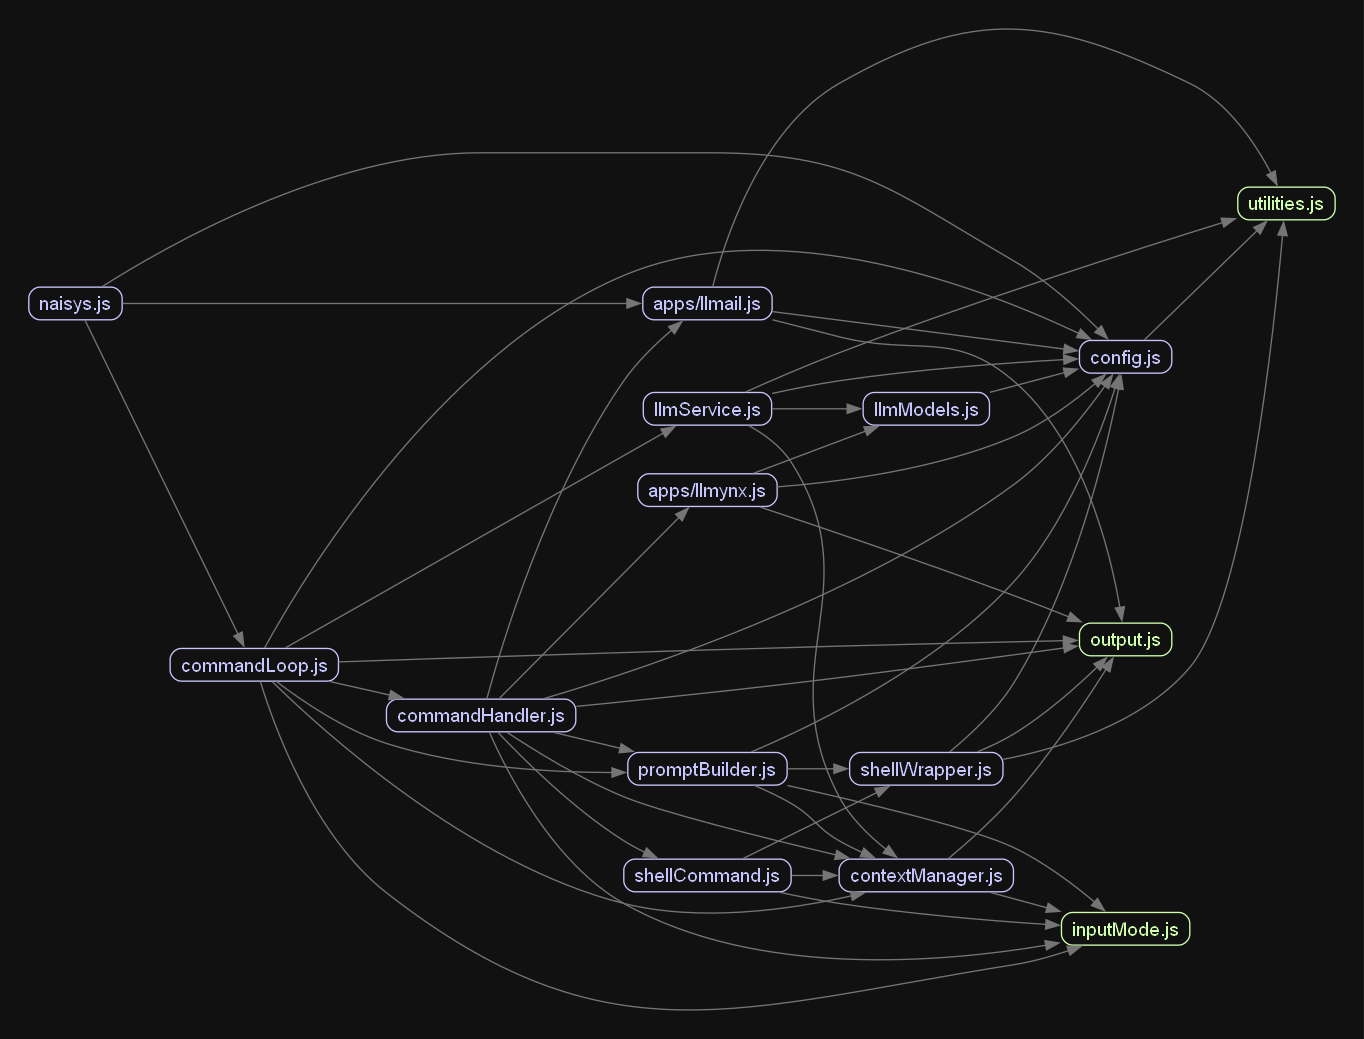 utilities.js
naisys.js
apps/llmail.js
config.js
llmService.js
llmModels.js
apps/llmynx.js
output.js
commandLoop.js
commandHandler.js
promptBuilder.js
shellWrapper.js
shellCommand.js
contextManager.js
inputMode.js